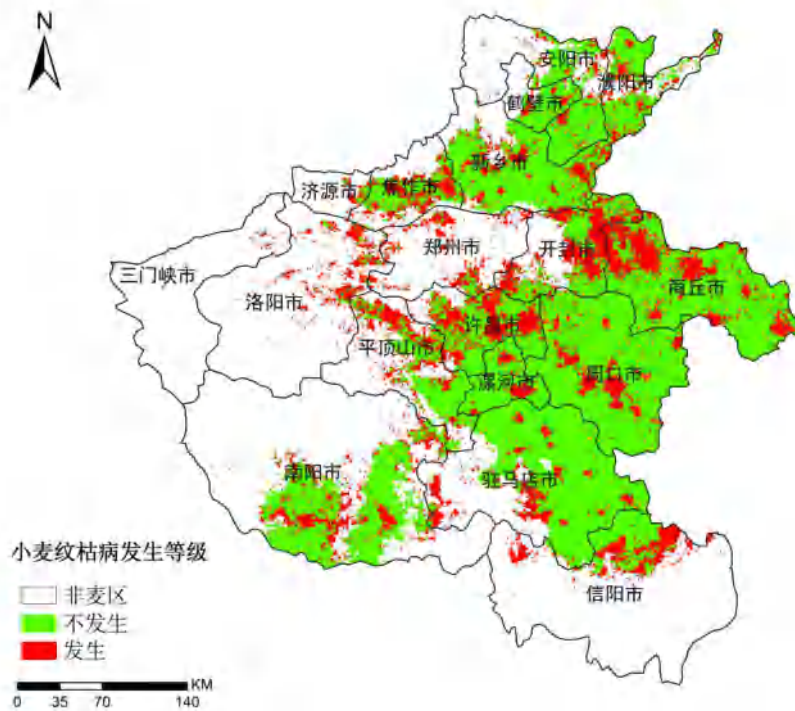 N
安阳市
濮阳市
鹤壁市
新乡市
济源市
焦作市
郑州市
开封市
三门峡市
洛阳市
商丘市
许昌市
平顶山市
漯河市
周口市
南阳市
驻马店市
信阳市
小麦纹枯病发生等级
非麦区
不发生
发生
KM
0 35 70 140